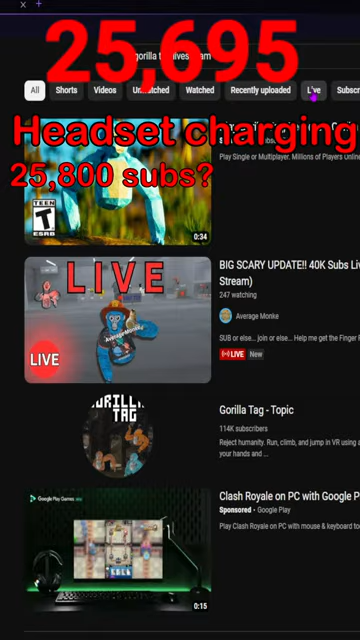 25,695
gorilla
All Shorts Videos Watched Recently uploaded Live
Headset charging
25,800 subs?
Play Single or Multiplayer. Millions of Players
TEEN
T
ESRB
0:34
LIVE
AverageMonke
LIVE
BIG SCARY UPDATE!! 40K Subs
Stream)
247 watching
Average Monke
SUB or else... join or else... Help me get the Finger
LIVE New
GORILL
TAG
Gorilla Tag - Topic
114K subscribers
Reject humanity. Run, climb, and jump in VR using
your hands and ...
Google Play Games
0:15
Clash Royale on PC with Google P
Sponsored • Google Play
Play Clash Royale on PC with mouse & keyboard